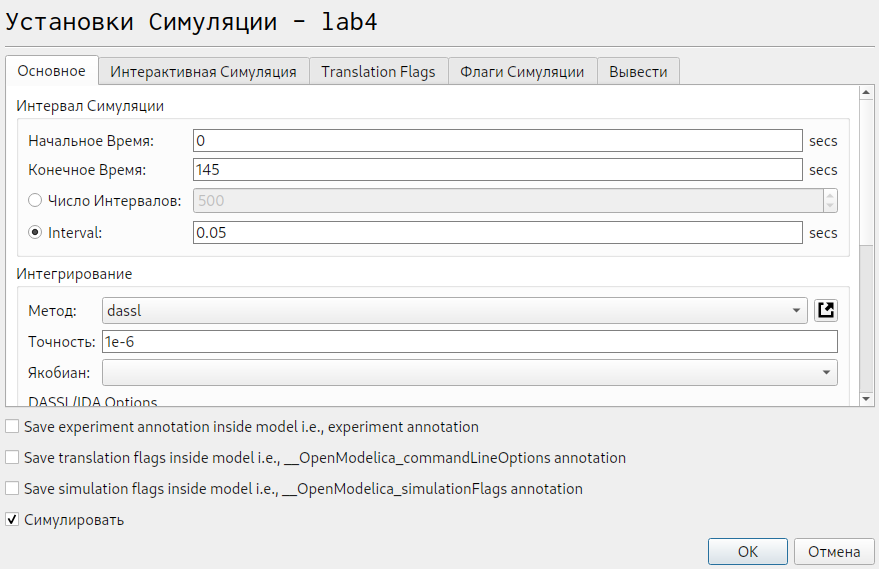 Установки Симуляции - lab4
Основное Интерактивная Симуляция Translation Flags Флаги Симуляции Вывести
Интервал Симуляции
Начальное Время: 0 secs
Конечное Время: 145 secs
Число Интервалов: 500
Interval: 0.05 secs
Интегрирование
Метод: dassl
Точность: 1e-6
Якобиан:
DASSL/IDA Options
Save experiment annotation inside model i.e., experiment annotation
Save translation flags inside model i.e., __OpenModelica_commandLineOptions annotation
Save simulation flags inside model i.e., __OpenModelica_simulationFlags annotation
Симулировать
OK Отмена